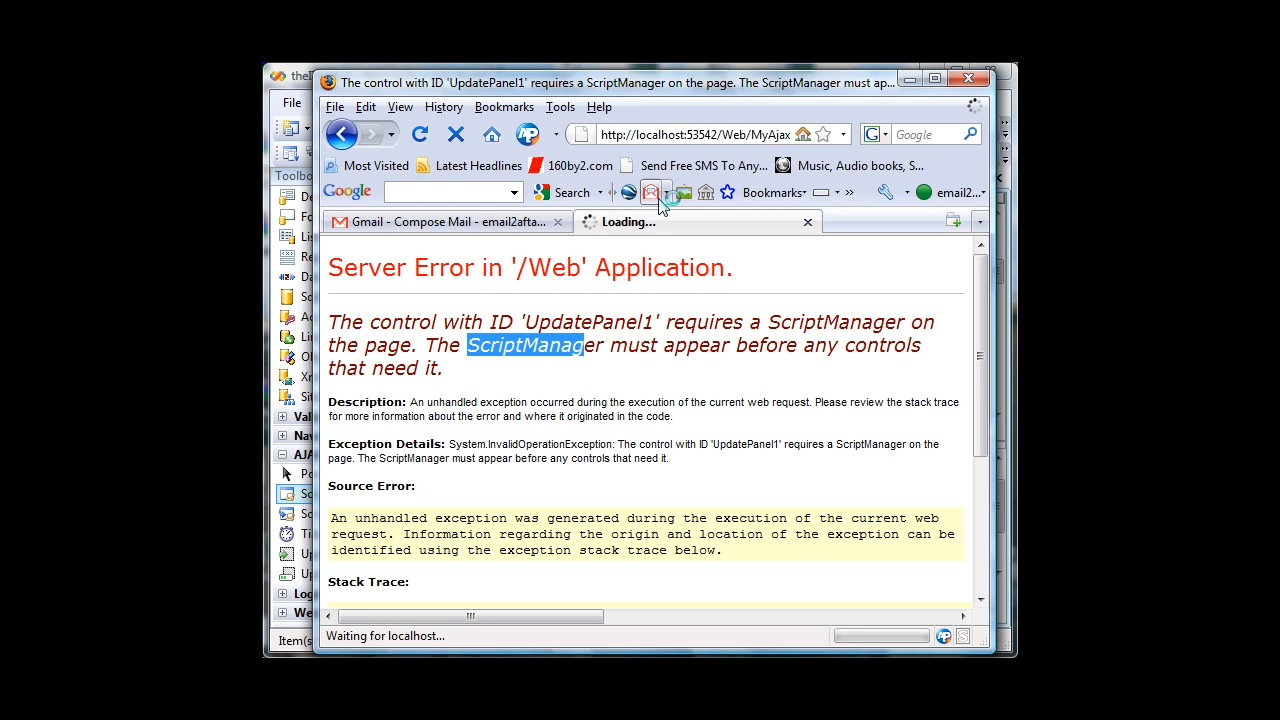 theD
The control with ID 'UpdatePanel1' requires a ScriptManager on the page. The ScriptManager must ap...
File
File Edit View History Bookmarks Tools Help
http://localhost:53542/Web/MyAjax
G Google
Most Visited Latest Headlines 160by2.com Send Free SMS To Any... Music, Audio books, S...
Google Search Bookmarks email2...
Gmail - Compose Mail - email2afta... Loading...
Server Error in '/Web' Application.
The control with ID 'UpdatePanel1' requires a ScriptManager on
the page. The ScriptManager must appear before any controls
that need it.
Description: An unhandled exception occurred during the execution of the current web request. Please review the stack trace
for more information about the error and where it originated in the code.
Exception Details: System.InvalidOperationException: The control with ID 'UpdatePanel1' requires a ScriptManager on the
page. The ScriptManager must appear before any controls that need it.
Source Error:
An unhandled exception was generated during the execution of the current web
request. Information regarding the origin and location of the exception can be
identified using the exception stack trace below.
Stack Trace:
Waiting for localhost...
Toolbo
Val
Nav
AJA
Log
We
Item(s